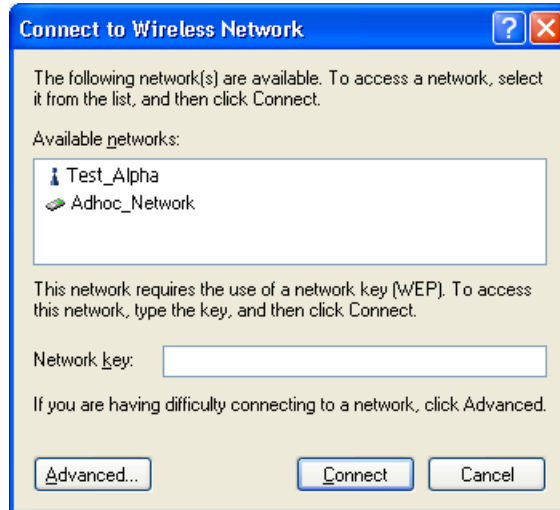 Connect to Wireless Network
The following network(s) are available. To access a network, select
it from the list, and then click Connect.
Available networks:
Test_Alpha
Adhoc_Network
This network requires the use of a network key (WEP). To access
this network, type the key, and then click Connect.
Network key:
If you are having difficulty connecting to a network, click Advanced.
Advanced... Connect Cancel